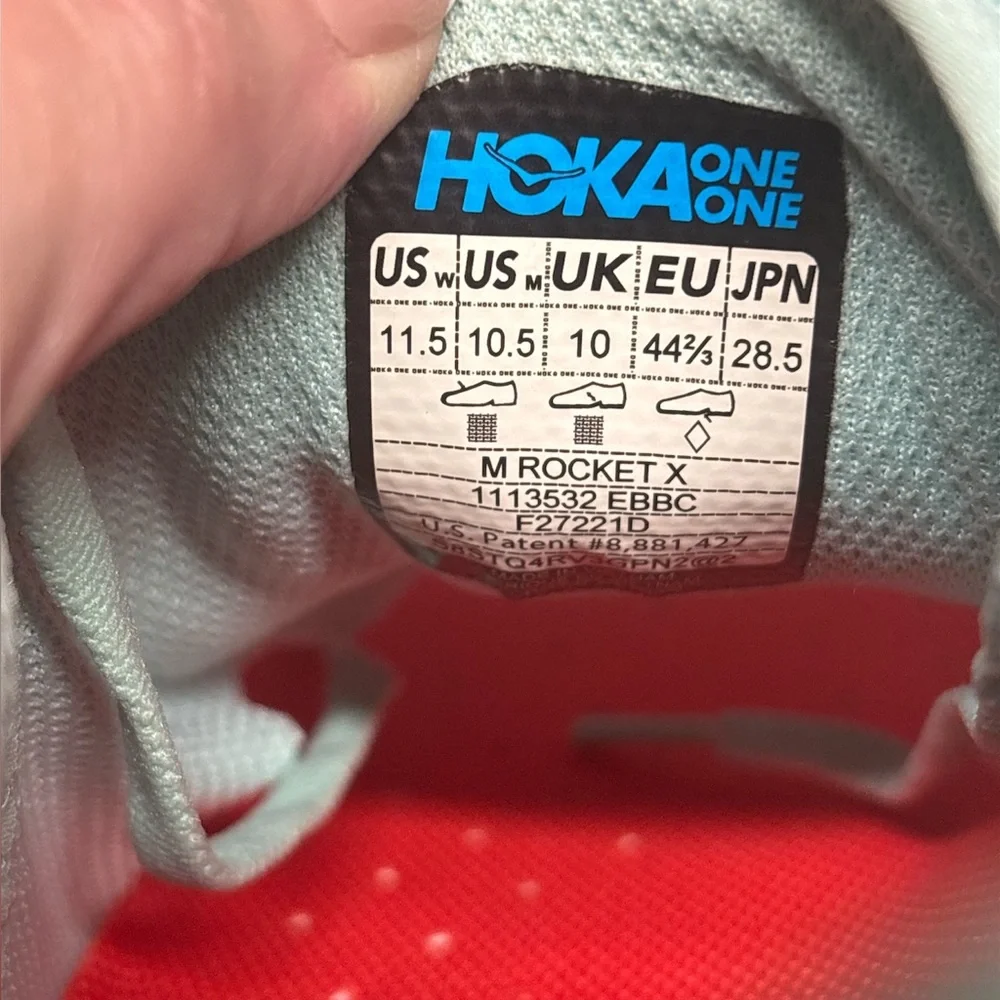 HOKA ONE ONE
US W US M UK EU JPN
11.5 10.5 10 44⅔ 28.5
M ROCKET X
1113532 EBBC
F27221D
U.S. Patent #8,881,427